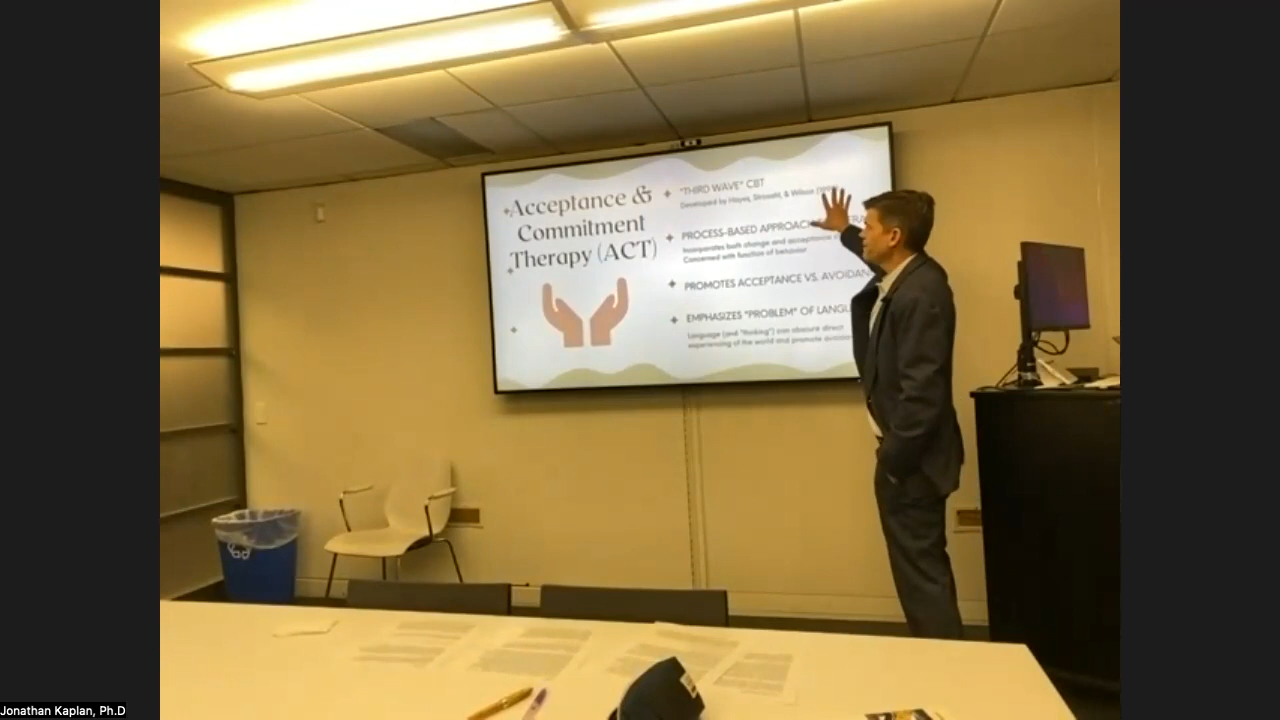 Acceptance &
Commitment
Therapy (ACT)
"THIRD WAVE" CBT
Developed by Hayes, Strosahl, & Wilson
PROCESS-BASED APPROACH
Incorporates both change and acceptance
Concerned with function of behavior
PROMOTES ACCEPTANCE VS. AVOIDAN
EMPHASIZES "PROBLEM" OF LANGU
Language (and "thinking") can obscure direct
experiencing of the world and promote
Jonathan Kaplan, Ph.D